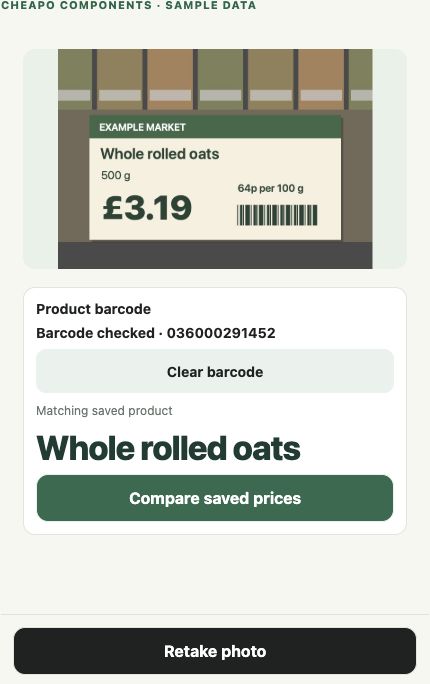 CHEAPO COMPONENTS · SAMPLE DATA
EXAMPLE MARKET
Whole rolled oats
500 g
£3.19
64p per 100 g
Product barcode
Barcode checked · 036000291452
Clear barcode
Matching saved product
Whole rolled oats
Compare saved prices
Retake photo